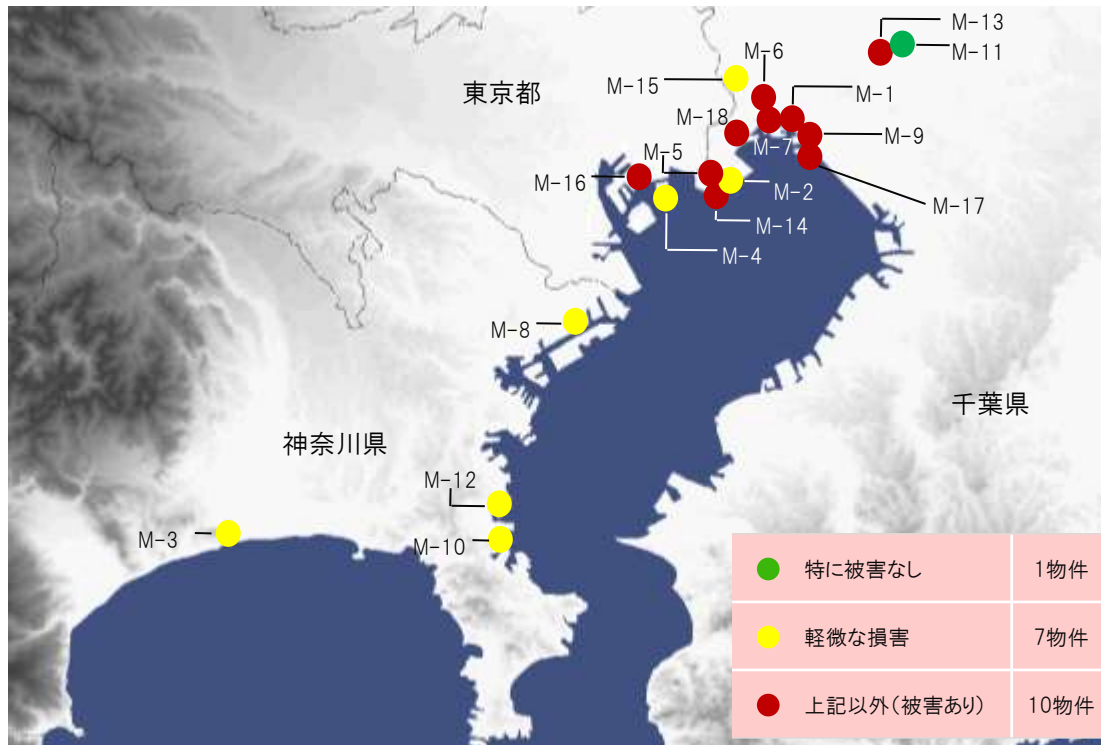 M-13
M-6
M-11
東京都
M-15
M-1
M-18
M-9
M-7
M-5
M-16
M-2
M-17
M-14
M-4
M-8
千葉県
神奈川県
M-12
M-3
M-10
特に被害なし 1物件
軽微な損害 7物件
上記以外(被害あり) 10物件